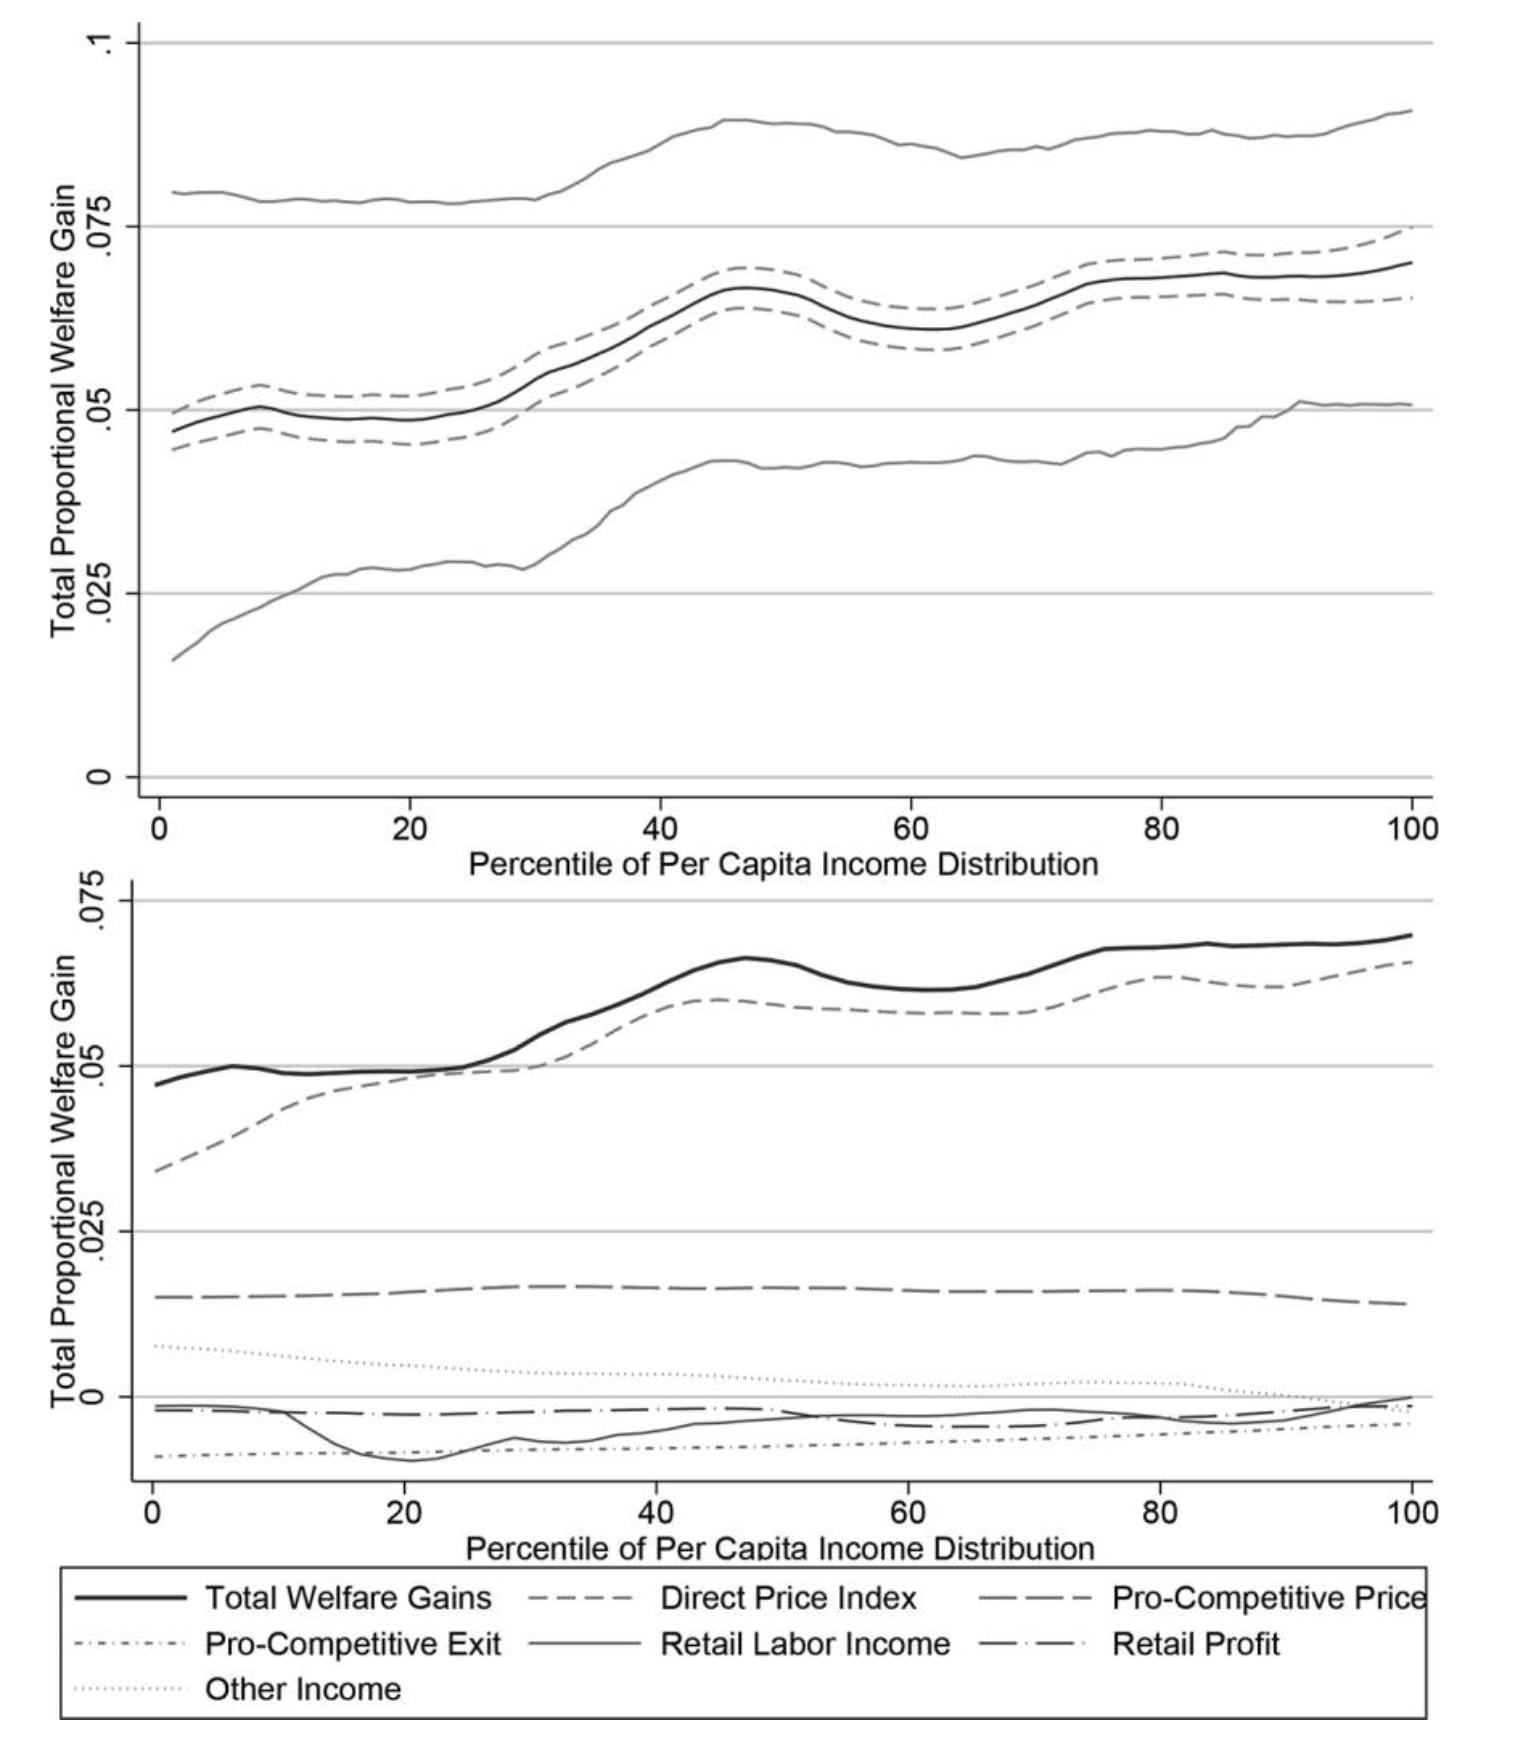 .1
.075
.05
.025
0
Total Proportional Welfare Gain
0 20 40 60 80 100
Percentile of Per Capita Income Distribution
.075
.05
.025
0
Total Proportional Welfare Gain
0 20 40 60 80 100
Percentile of Per Capita Income Distribution
Total Welfare Gains Direct Price Index Pro-Competitive Price
Pro-Competitive Exit Retail Labor Income Retail Profit
Other Income